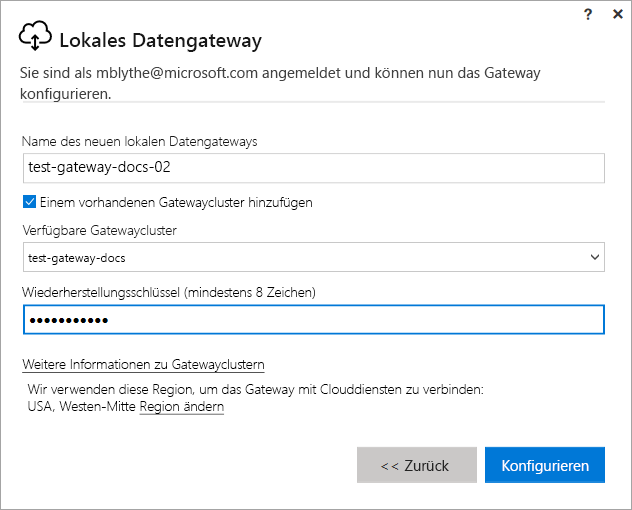 ? ×
Lokales Datengateway
Sie sind als mblythe@microsoft.com angemeldet und können nun das Gateway
konfigurieren.
Name des neuen lokalen Datengateways
test-gateway-docs-02
Einem vorhandenen Gatewaycluster hinzufügen
Verfügbare Gatewaycluster
test-gateway-docs
Wiederherstellungsschlüssel (mindestens 8 Zeichen)
●●●●●●●●●●●
Weitere Informationen zu Gatewayclustern
Wir verwenden diese Region, um das Gateway mit Clouddiensten zu verbinden:
USA, Westen-Mitte Region ändern
<< Zurück
Konfigurieren